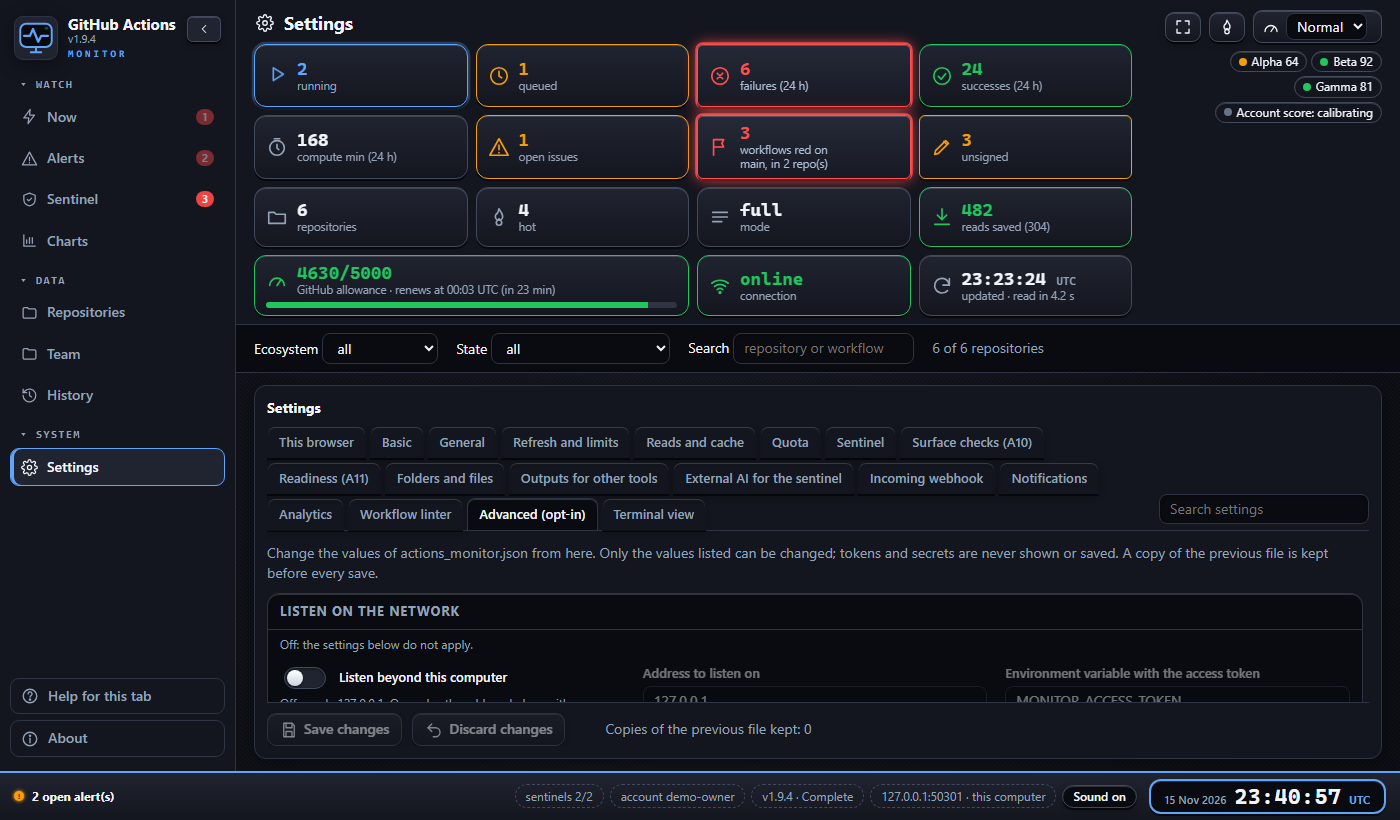 GitHub Actions
v1.9.4
MONITOR
WATCH
Now 1
Alerts 2
Sentinel 3
Charts
DATA
Repositories
Team
History
SYSTEM
Settings
Help for this tab
About
Settings
Normal
Alpha 64 Beta 92
Gamma 81
Account score: calibrating
2
running
1
queued
6
failures (24 h)
24
successes (24 h)
168
compute min (24 h)
1
open issues
3
workflows red on
main, in 2 repo(s)
3
unsigned
6
repositories
4
hot
full
mode
482
reads saved (304)
4630/5000
GitHub allowance · renews at 00:03 UTC (in 23 min)
online
connection
23:23:24 UTC
updated · read in 4.2 s
Ecosystem all State all Search repository or workflow 6 of 6 repositories
Settings
This browser Basic General Refresh and limits Reads and cache Quota Sentinel Surface checks (A10)
Readiness (A11) Folders and files Outputs for other tools External AI for the sentinel Incoming webhook Notifications
Analytics Workflow linter Advanced (opt-in) Terminal view Search settings
Change the values of actions_monitor.json from here. Only the values listed can be changed; tokens and secrets are never shown or saved. A copy of the previous file is kept
before every save.
LISTEN ON THE NETWORK
Off: the settings below do not apply.
Listen beyond this computer
Address to listen on
127.0.0.1
Environment variable with the access token
MONITOR_ACCESS_TOKEN
Save changes Discard changes Copies of the previous file kept: 0
2 open alert(s) sentinels 2/2 account demo-owner v1.9.4 · Complete 127.0.0.1:50301 · this computer Sound on 15 Nov 2026 23:40:57 UTC